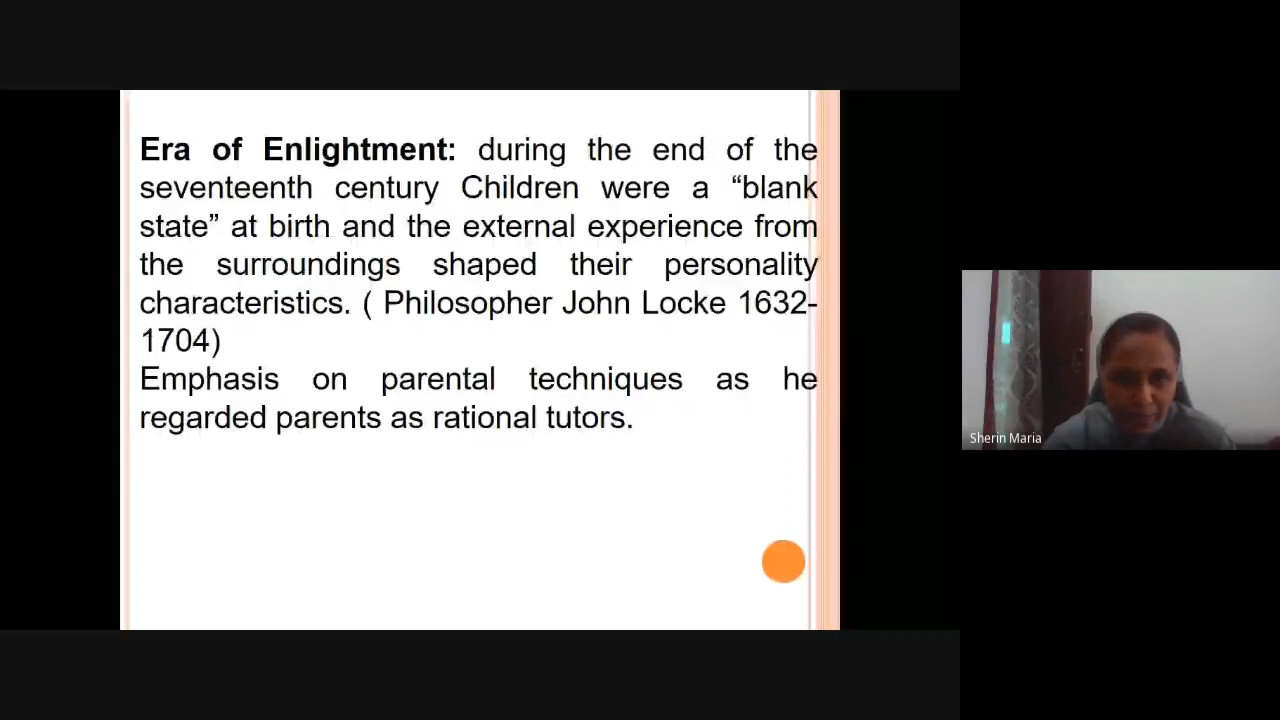 Era of Enlightment: during the end of the
seventeenth century Children were a “blank
state” at birth and the external experience from
the surroundings shaped their personality
characteristics. ( Philosopher John Locke 1632-
1704)
Emphasis on parental techniques as he
regarded parents as rational tutors.
Sherin Maria